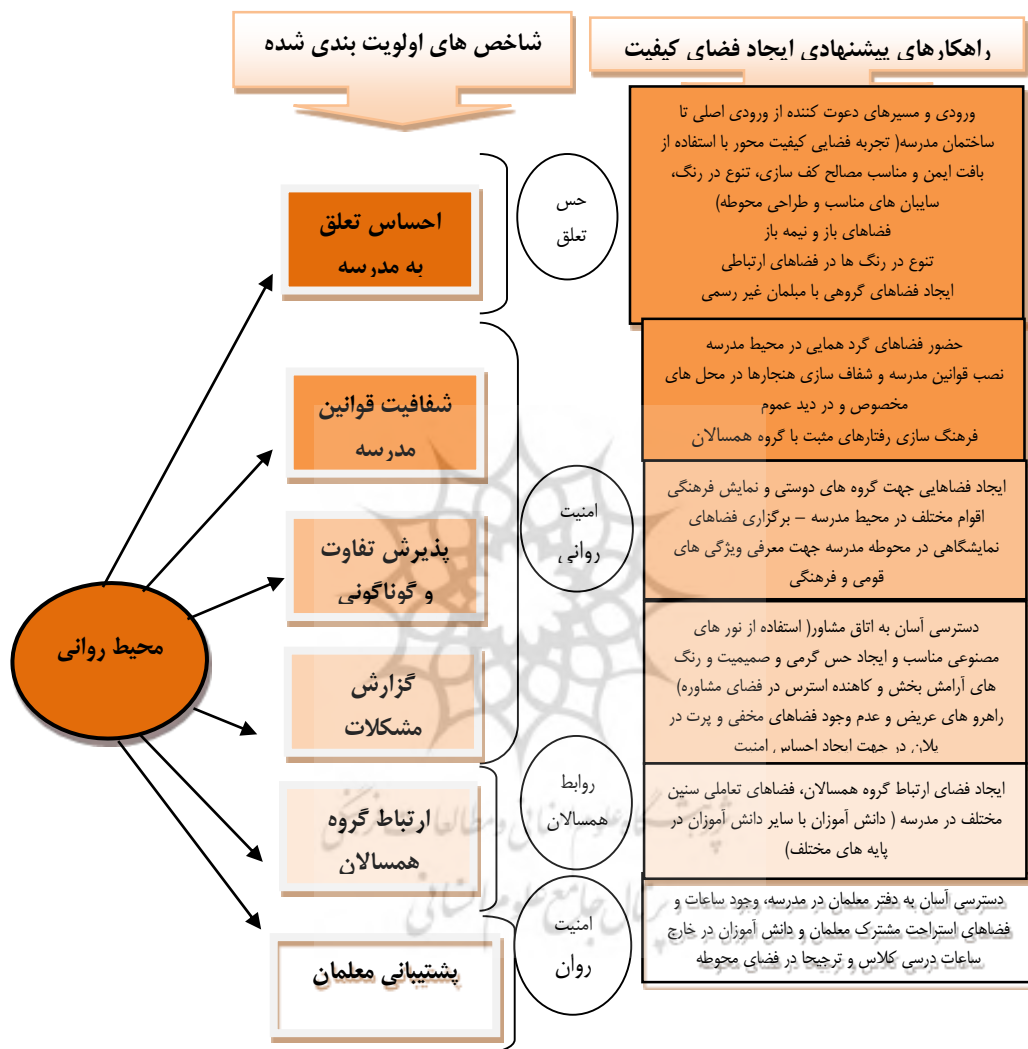 راهکارهای پیشنهادی ایجاد فضای کیفیت
شاخص های اولویت بندی شده
ورودی و مسیرهای دعوت کننده از ورودی اصلی تا
ساختمان مدرسه( تجربه فضایی کیفیت محور با استفاده از
بافت ایمن و مناسب مصالح کف سازی، تنوع در رنگ،
سایبان های مناسب و طراحی محوطه)
فضاهای باز و نیمه باز
تنوع در رنگ ها در فضاهای ارتباطی
ایجاد فضاهای گروهی با مبلمان غیر رسمی
حس
تعلق
احساس تعلق
به مدرسه
حضور فضاهای گرد همایی در محیط مدرسه
نصب قوانین مدرسه و شفاف سازی هنجارها در محل های
مخصوص و در دید عموم
فرهنگ سازی رفتارهای مثبت با گروه همسالان
شفافیت قوانین
مدرسه
ایجاد فضاهایی جهت گروه های دوستی و نمایش فرهنگی
اقوام مختلف در محیط مدرسه – برگزاری فضاهای
نمایشگاهی در محوطه مدرسه جهت معرفی ویژگی های
قومی و فرهنگی
امنیت
روانی
پذیرش تفاوت
و گوناگونی
دسترسی آسان به اتاق مشاور( استفاده از نور های
مصنوعی مناسب و ایجاد حس گرمی و صمیمیت و رنگ
های آرامش بخش و کاهنده استرس در فضای مشاوره)
راهرو های عریض و عدم وجود فضاهای مخفی و پرت در
پلان در جهت ایجاد احساس امنیت
گزارش
مشکلات
محیط روانی
ایجاد فضای ارتباط گروه همسالان، فضاهای تعاملی سنین
مختلف در مدرسه ( دانش آموزان با سایر دانش آموزان در
پایه های مختلف)
روابط
همسالان
ارتباط گروه
همسالان
دسترسی آسان به دفتر معلمان در مدرسه، وجود ساعات و
فضاهای استراحت مشترک معلمان و دانش آموزان در خارج
ساعات درسی کلاس و ترجیحا در فضای محوطه
امنیت
روان
پشتیبانی معلمان
پژوهشگاه علوم انسانی و مطالعات فرهنگی
پرتال جامع علوم انسانی